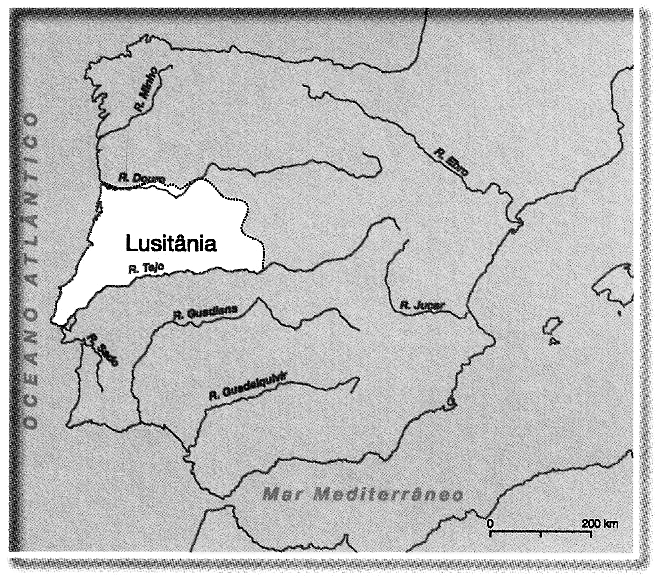 OCEANO ATLÂNTICO
R. Minho
R. Ebro
R. Douro
Lusitânia
R. Tejo
R. Guadiana
R. Jucar
R. Sado
R. Guadalquivir
Mar Mediterrâneo
0 200 km